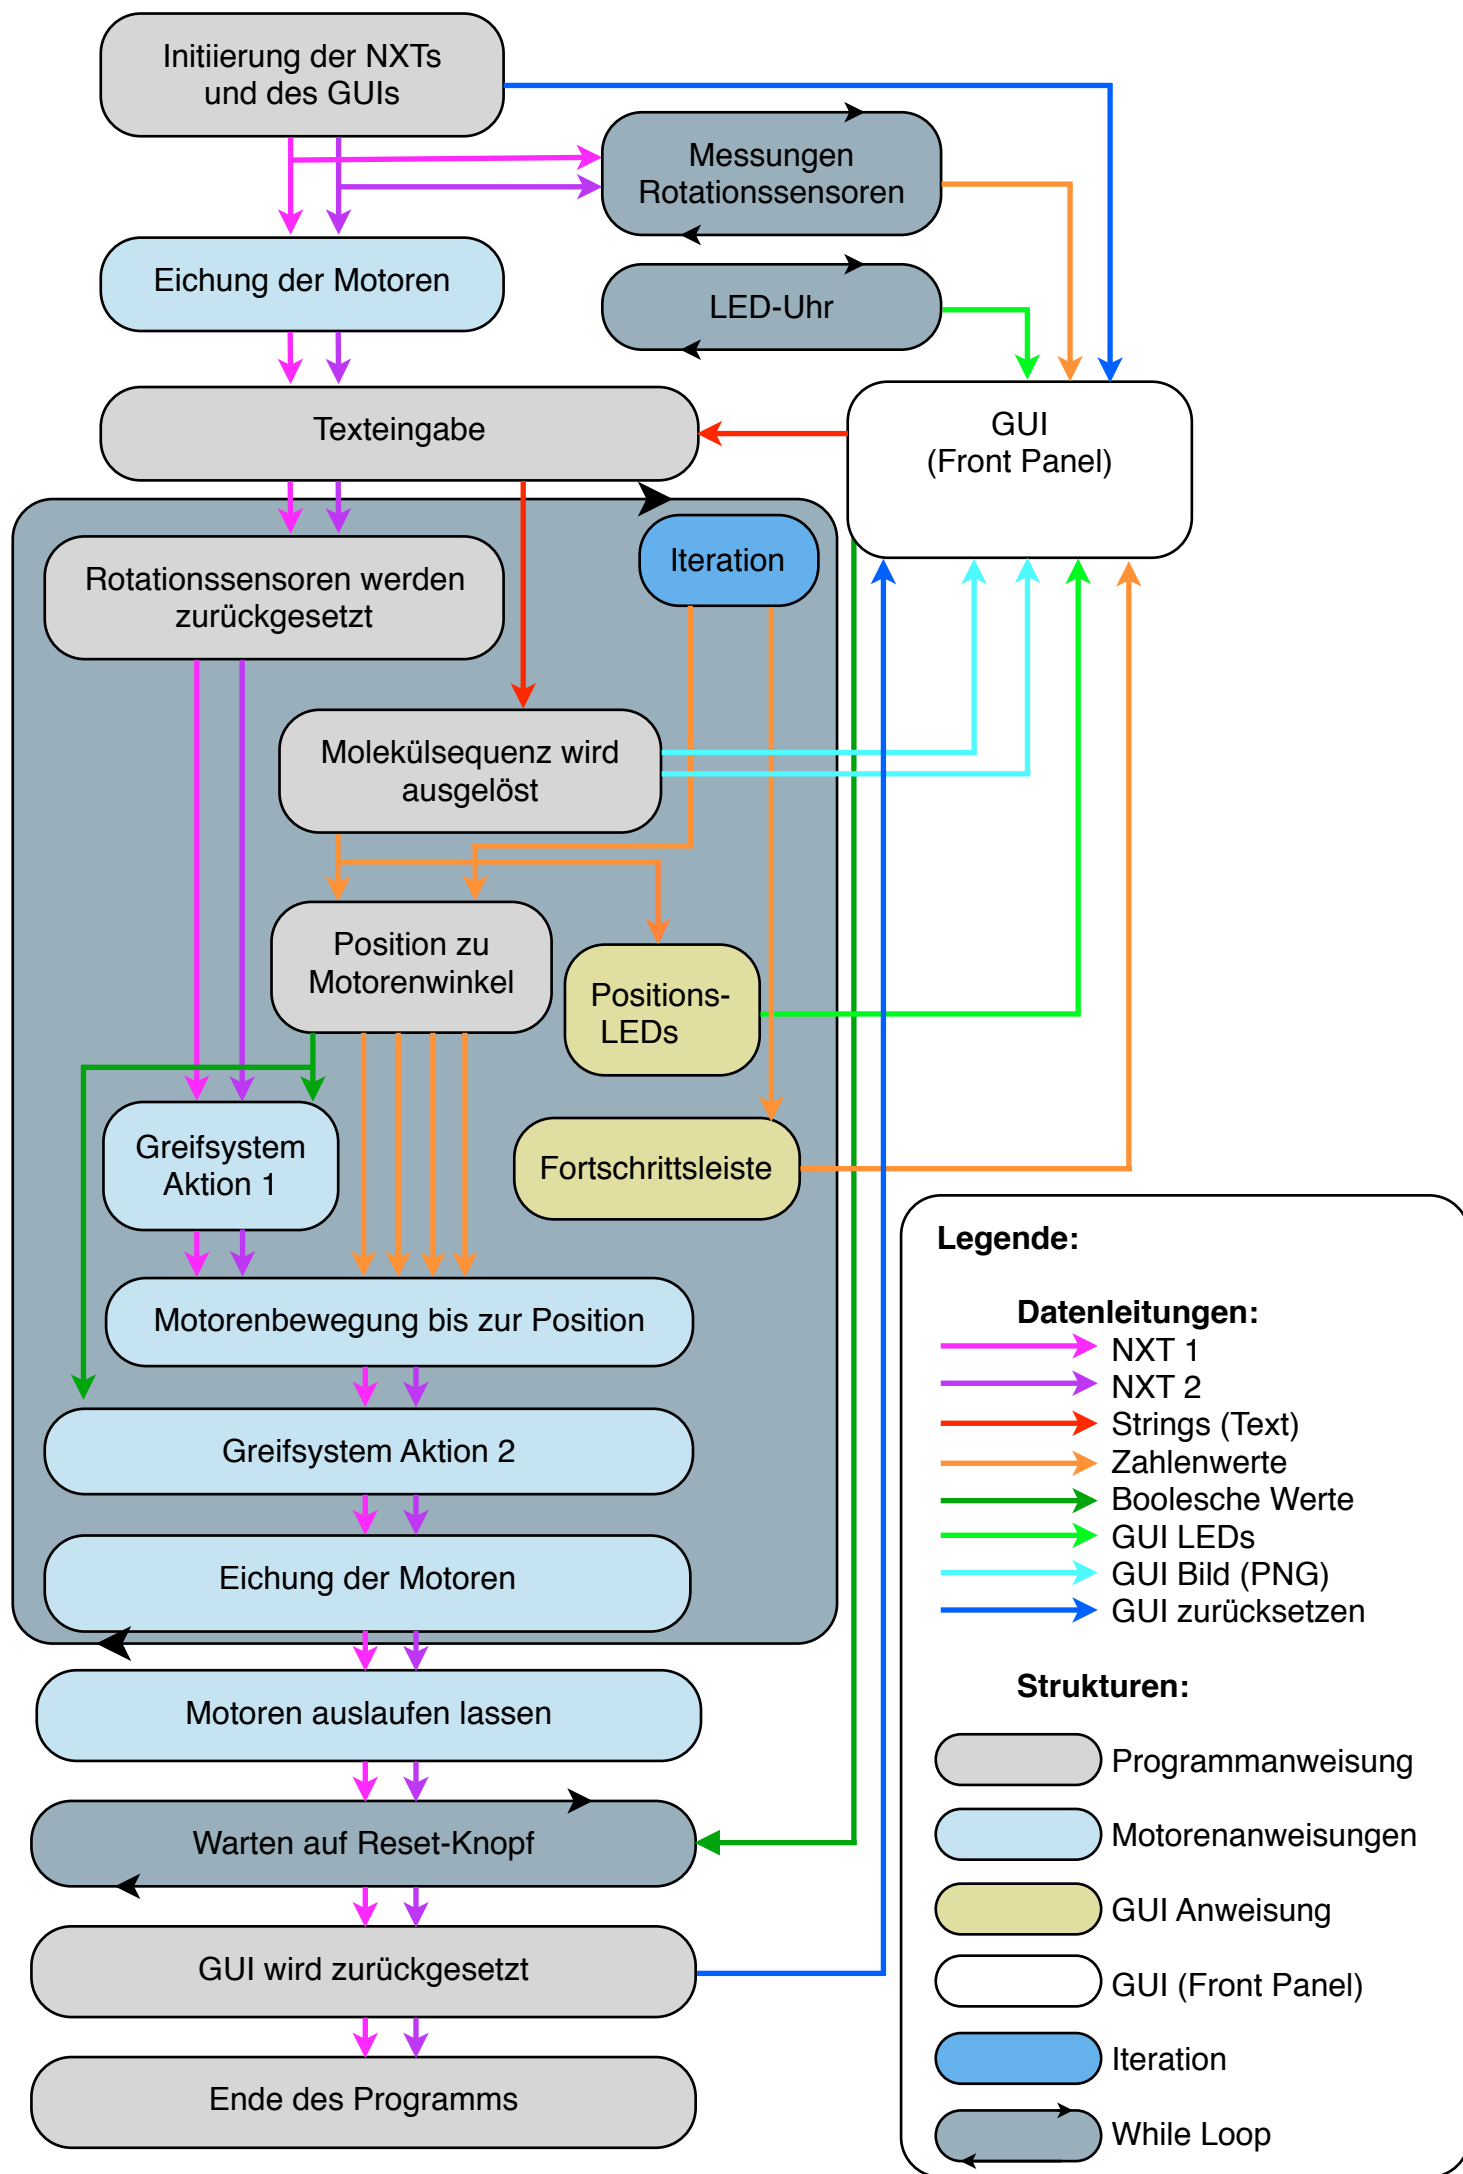 Initiierung der NXTs
und des GUIs
Messungen
Rotationssensoren
Eichung der Motoren
LED-Uhr
Texteingabe
GUI
(Front Panel)
Iteration
Rotationssensoren werden
zurückgesetzt
Molekülsequenz wird
ausgelöst
Position zu
Motorenwinkel
Positions-
LEDs
Greifsystem
Aktion 1
Fortschrittsleiste
Motorenbewegung bis zur Position
Greifsystem Aktion 2
Eichung der Motoren
Motoren auslaufen lassen
Warten auf Reset-Knopf
GUI wird zurückgesetzt
Ende des Programms
Legende:
Datenleitungen:
NXT 1
NXT 2
Strings (Text)
Zahlenwerte
Boolesche Werte
GUI LEDs
GUI Bild (PNG)
GUI zurücksetzen
Strukturen:
Programmanweisung
Motorenanweisungen
GUI Anweisung
GUI (Front Panel)
Iteration
While Loop